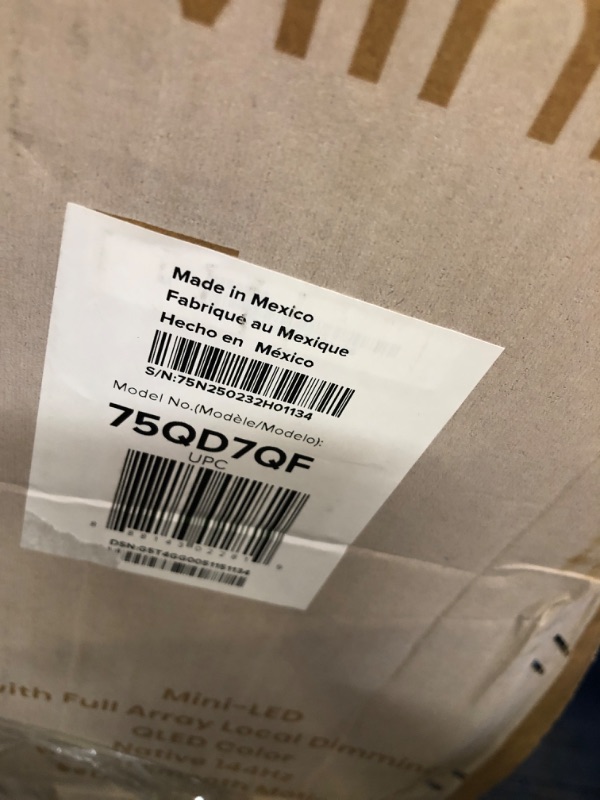 Made in Mexico
Fabriqué au Mexique
Hecho en México
S/N:75N250232H01134
Model No.(Modèle/Modelo):
75QD7QF
UPC
Mini-LED
with Full Array Local Dimming
QLED Color
Native 144Hz